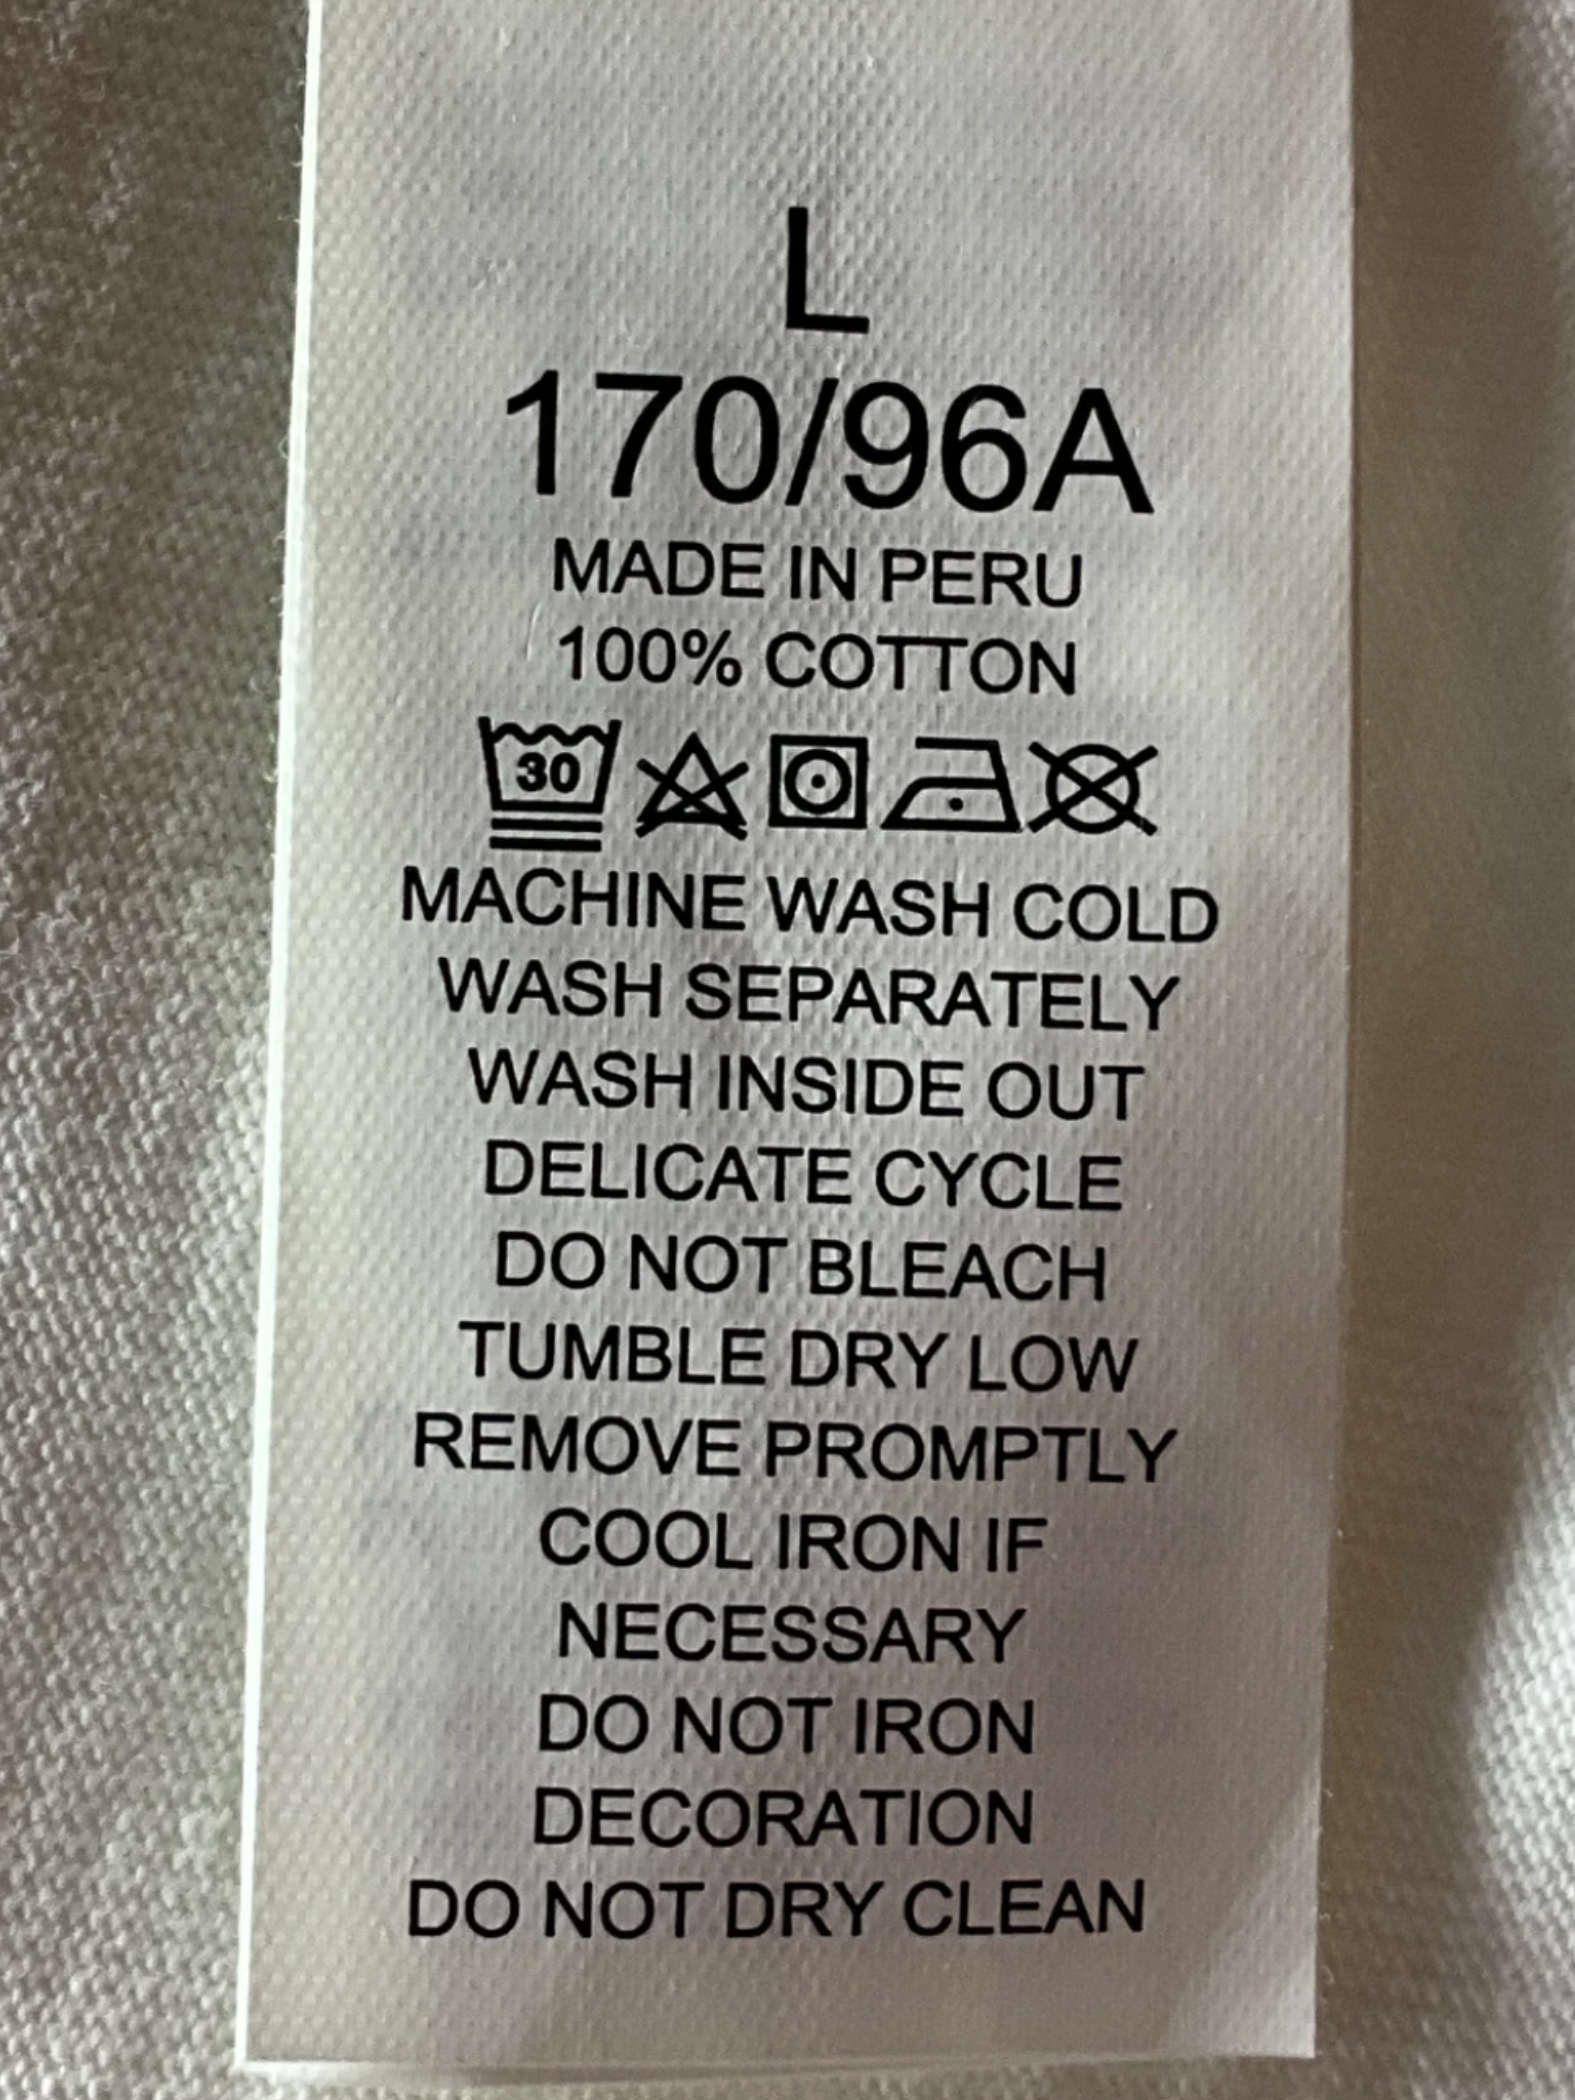 L
170/96A
MADE IN PERU
100% COTTON
30
MACHINE WASH COLD
WASH SEPARATELY
WASH INSIDE OUT
DELICATE CYCLE
DO NOT BLEACH
TUMBLE DRY LOW
REMOVE PROMPTLY
COOL IRON IF
NECESSARY
DO NOT IRON
DECORATION
DO NOT DRY CLEAN